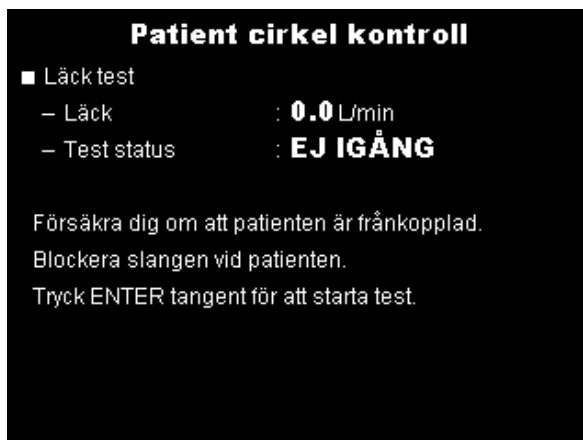 Patient cirkel kontroll
■ Läck test
– Läck : 0.0 L/min
– Test status : EJ IGÅNG
Försäkra dig om att patienten är frånkopplad.
Blockera slangen vid patienten.
Tryck ENTER tangent för att starta test.